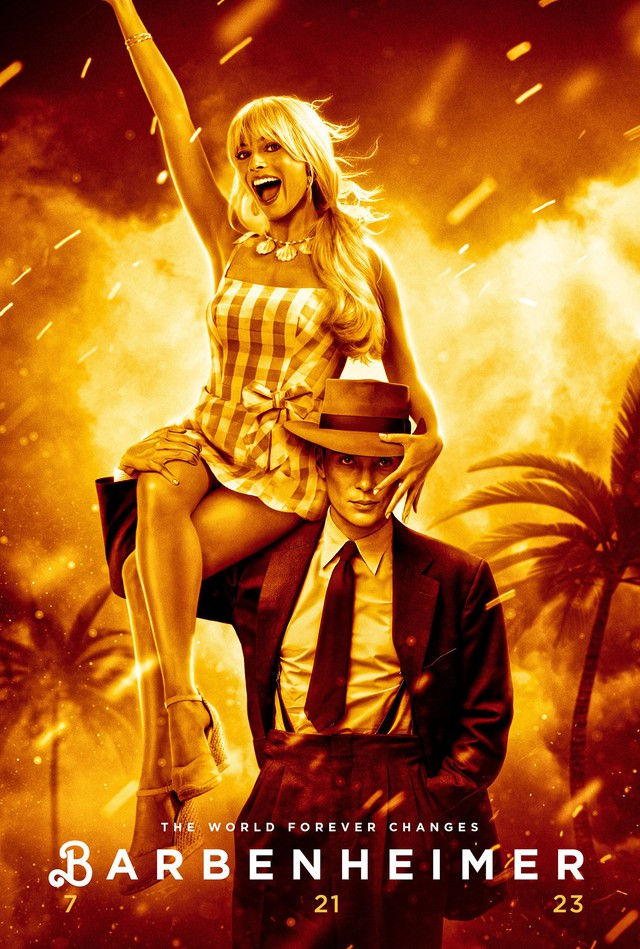 THE WORLD FOREVER CHANGES
BARBENHEIMER
7 21 23